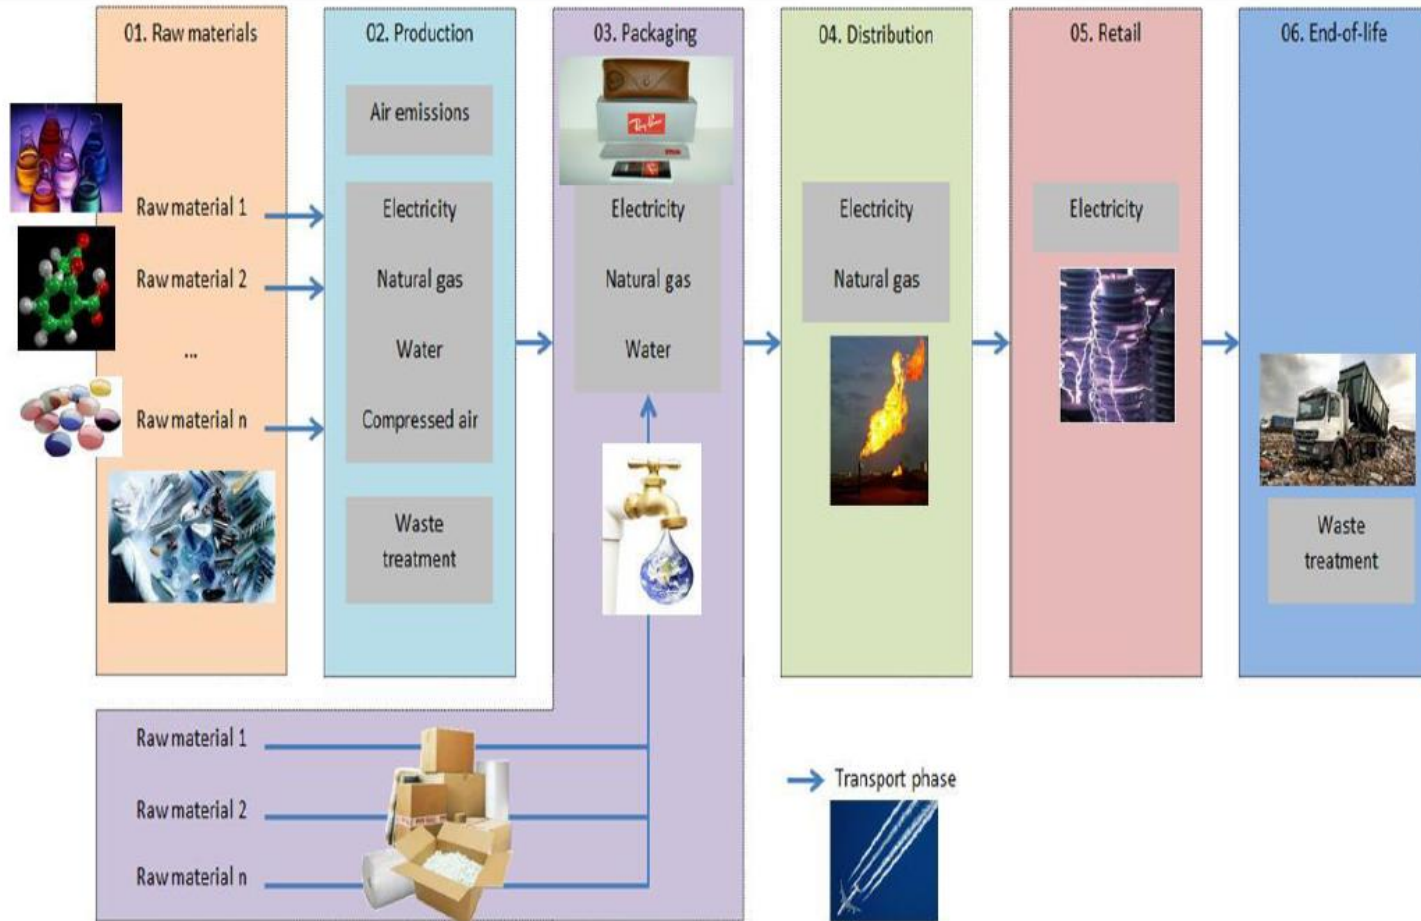 01. Raw materials
02. Production
03. Packaging
04. Distribution
05. Retail
06. End-of-life
Air emissions
Ray-Ban
Raw material 1
Electricity
Electricity
Electricity
Electricity
Raw material 2
Natural gas
Natural gas
Natural gas
...
Water
Water
Raw material n
Compressed air
Waste
treatment
Waste
treatment
Raw material 1
Raw material 2
Raw material n
Transport phase